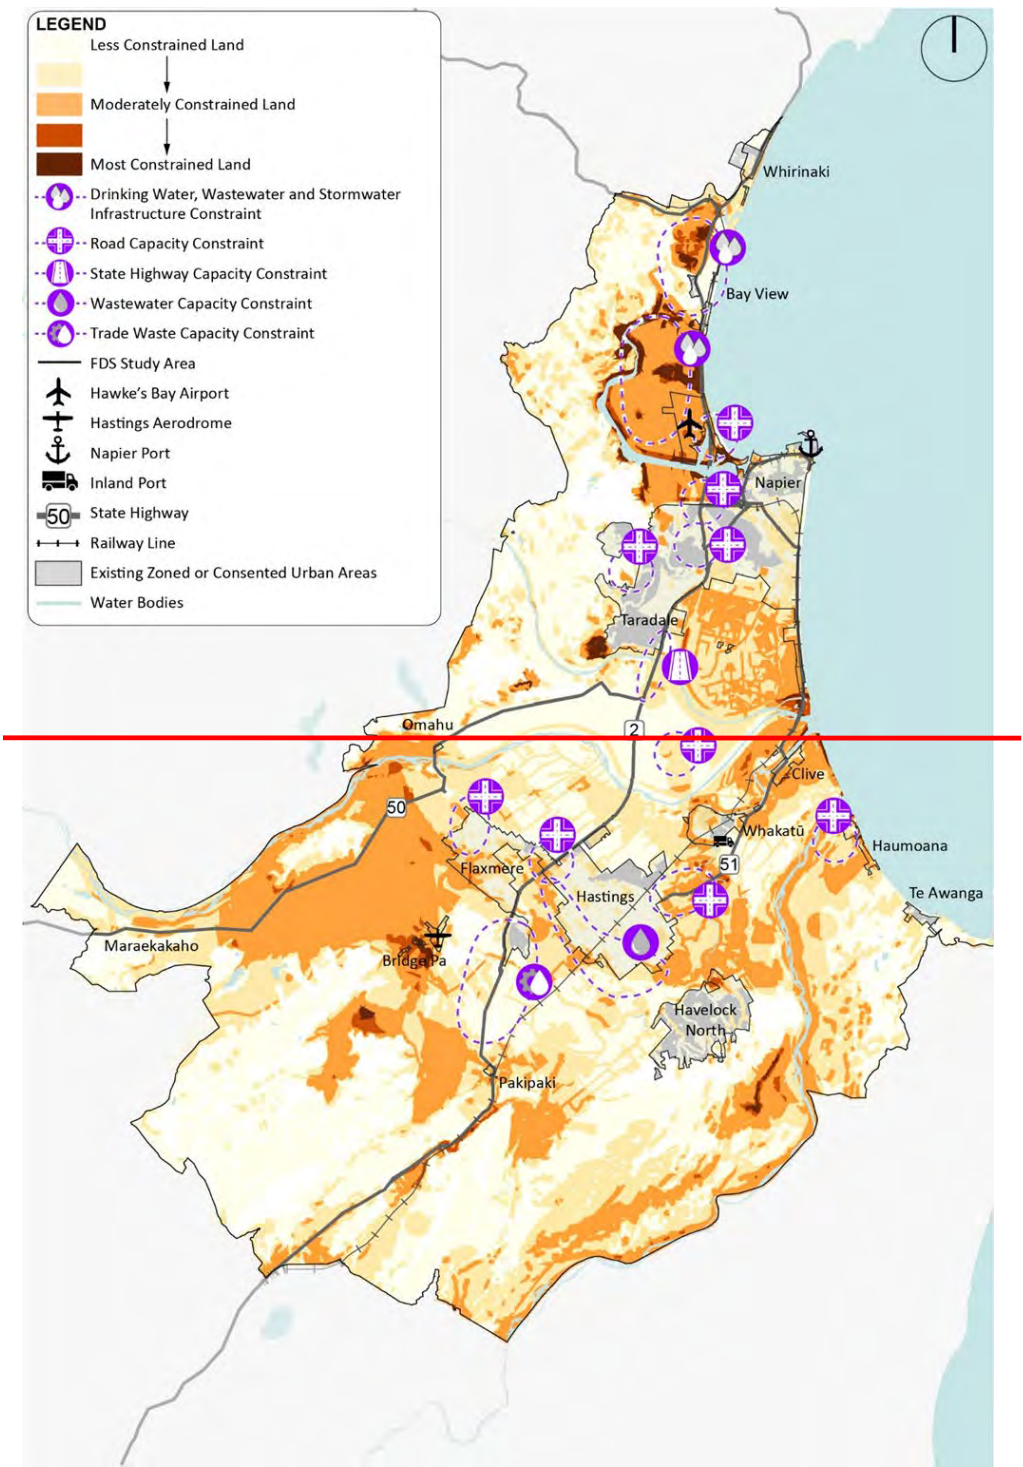 LEGEND
Less Constrained Land
Moderately Constrained Land
Most Constrained Land
Drinking Water, Wastewater and Stormwater
Infrastructure Constraint
Road Capacity Constraint
State Highway Capacity Constraint
Wastewater Capacity Constraint
Trade Waste Capacity Constraint
FDS Study Area
Hawke's Bay Airport
Hastings Aerodrome
Napier Port
Inland Port
50
State Highway
Railway Line
Existing Zoned or Consented Urban Areas
Water Bodies
Whirinaki
Bay View
Napier
Taradale
Omahu
2
Clive
50
Whakatū
Haumoana
51
Flaxmere
Hastings
Te Awanga
Maraekakaho
Bridge Pa
Havelock
North
Pakipaki